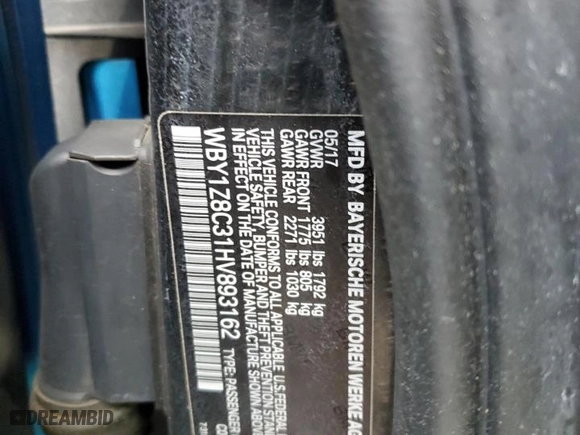 MFD BY BAYERISCHE MOTOREN WERKE AG
05/17
GVWR 3951 lbs 1792 kg
GAWR FRONT 1775 lbs 805 kg
GAWR REAR 2271 lbs 1030 kg
THIS VEHICLE CONFORMS TO ALL APPLICABLE U.S. FEDERAL
VEHICLE SAFETY, BUMPER AND THEFT PREVENTION STAN
IN EFFECT ON THE DATE OF MANUFACTURE SHOWN ABOVE
WBY1Z8C31HV893162 TYPE: PASSENGER
DREAMBID